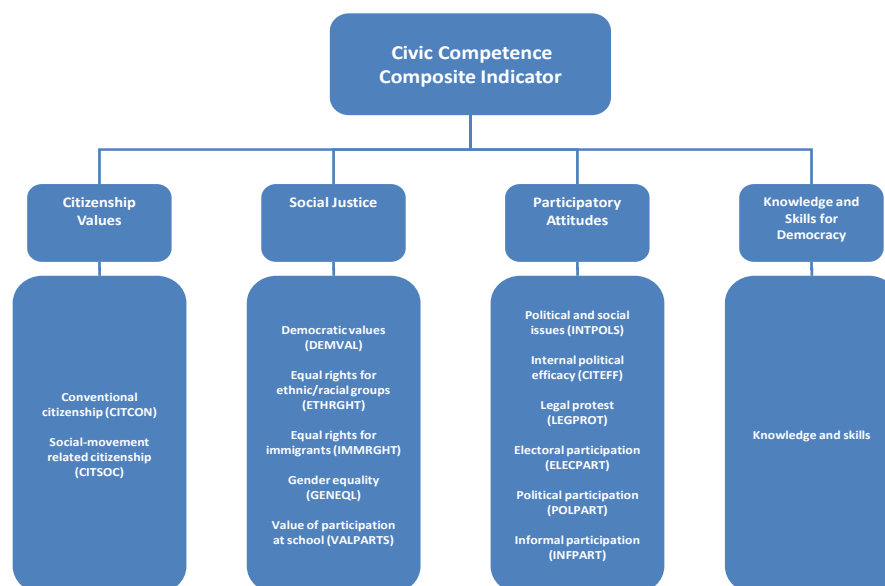 Civic Competence
Composite Indicator
Citizenship
Values
Social Justice
Participatory
Attitudes
Knowledge and
Skills for
Democracy
Conventional
citizenship (CITCON)
Social-movement
related citizenship
(CITSOC)
Democratic values
(DEMVAL)
Equal rights for
ethnic/racial groups
(ETHRGHT)
Equal rights for
immigrants (IMMRGHT)
Gender equality
(GENEQL)
Value of participation
at school (VALPARTS)
Political and social
issues (INTPOLS)
Internal political
efficacy (CITEFF)
Legal protest
(LEGPROT)
Electoral participation
(ELECPART)
Political participation
(POLPART)
Informal participation
(INFPART)
Knowledge and skills